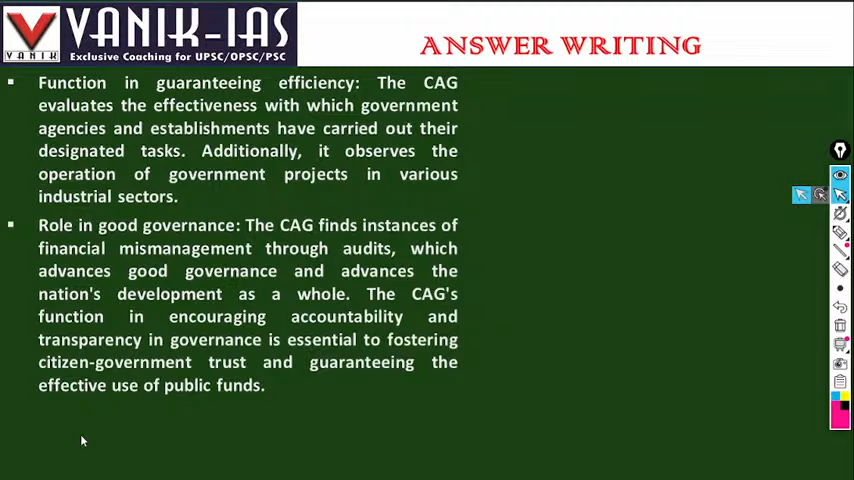 VANIK-IAS
VANIK
Exclusive Coaching for UPSC/OPSC/PSC
ANSWER WRITING
▪ Function in guaranteeing efficiency: The CAG
evaluates the effectiveness with which government
agencies and establishments have carried out their
designated tasks. Additionally, it observes the
operation of government projects in various
industrial sectors.
▪ Role in good governance: The CAG finds instances of
financial mismanagement through audits, which
advances good governance and advances the
nation's development as a whole. The CAG's
function in encouraging accountability and
transparency in governance is essential to fostering
citizen-government trust and guaranteeing the
effective use of public funds.